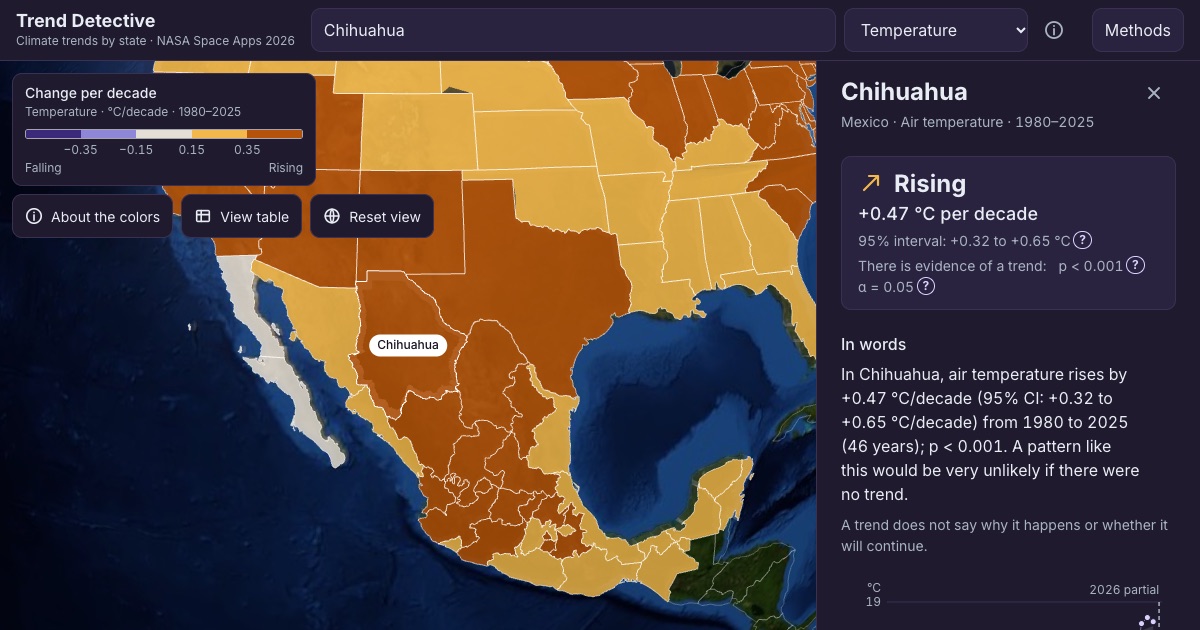 Trend Detective
Climate trends by state · NASA Space Apps 2026
Chihuahua
Temperature
Methods
Change per decade
Temperature · °C/decade · 1980–2025
−0.35 −0.15 0.15 0.35
Falling Rising
About the colors
View table
Reset view
Chihuahua
Chihuahua
Mexico · Air temperature · 1980–2025
Rising
+0.47 °C per decade
95% interval: +0.32 to +0.65 °C ?
There is evidence of a trend: p < 0.001 ?
α = 0.05 ?
In words
In Chihuahua, air temperature rises by
+0.47 °C/decade (95% CI: +0.32 to
+0.65 °C/decade) from 1980 to 2025
(46 years); p < 0.001. A pattern like
this would be very unlikely if there were
no trend.
A trend does not say why it happens or whether it
will continue.
°C
2026 partial
19